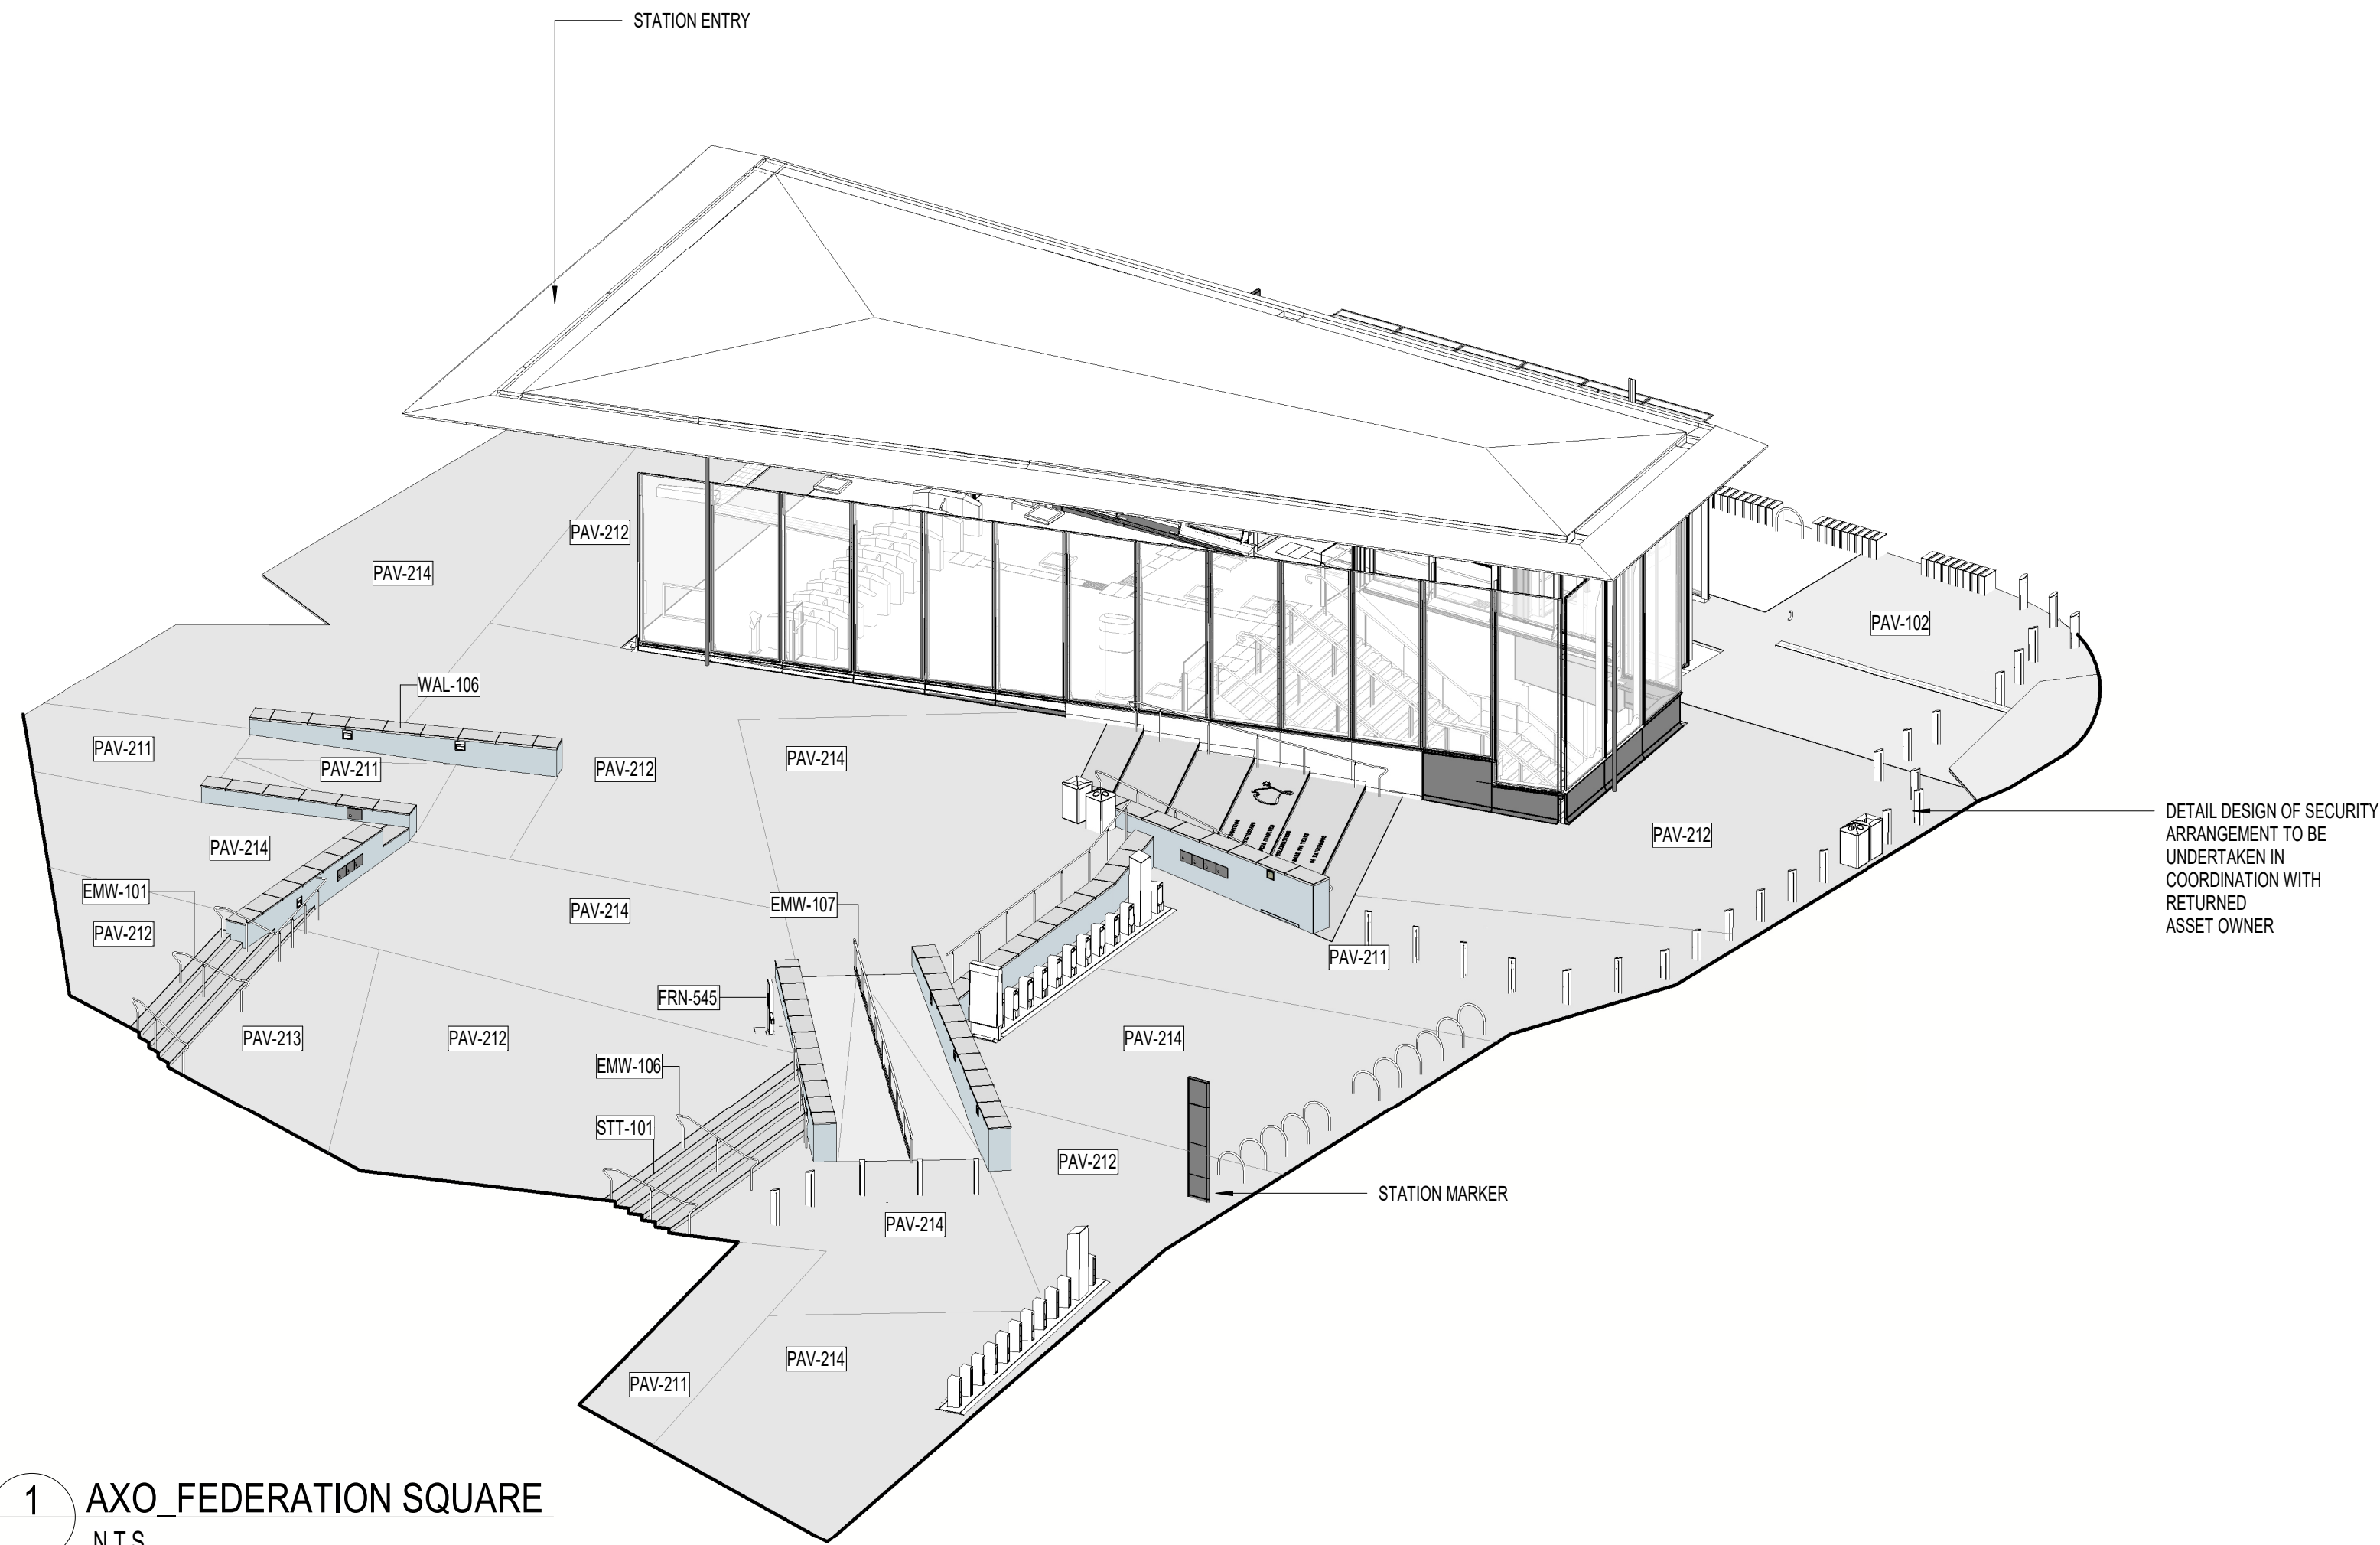 STATION ENTRY
PAV-212
PAV-214
PAV-102
WAL-106
PAV-211
PAV-211
PAV-212
PAV-214
DETAIL DESIGN OF SECURITY
ARRANGEMENT TO BE
UNDERTAKEN IN
COORDINATION WITH
RETURNED
ASSET OWNER
PAV-212
PAV-214
EMW-101
PAV-214
EMW-107
PAV-212
PAV-211
FRN-545
PAV-213
PAV-212
PAV-214
EMW-106
STT-101
PAV-212
STATION MARKER
PAV-214
PAV-214
PAV-211
1
AXO_FEDERATION SQUARE
N.T.S